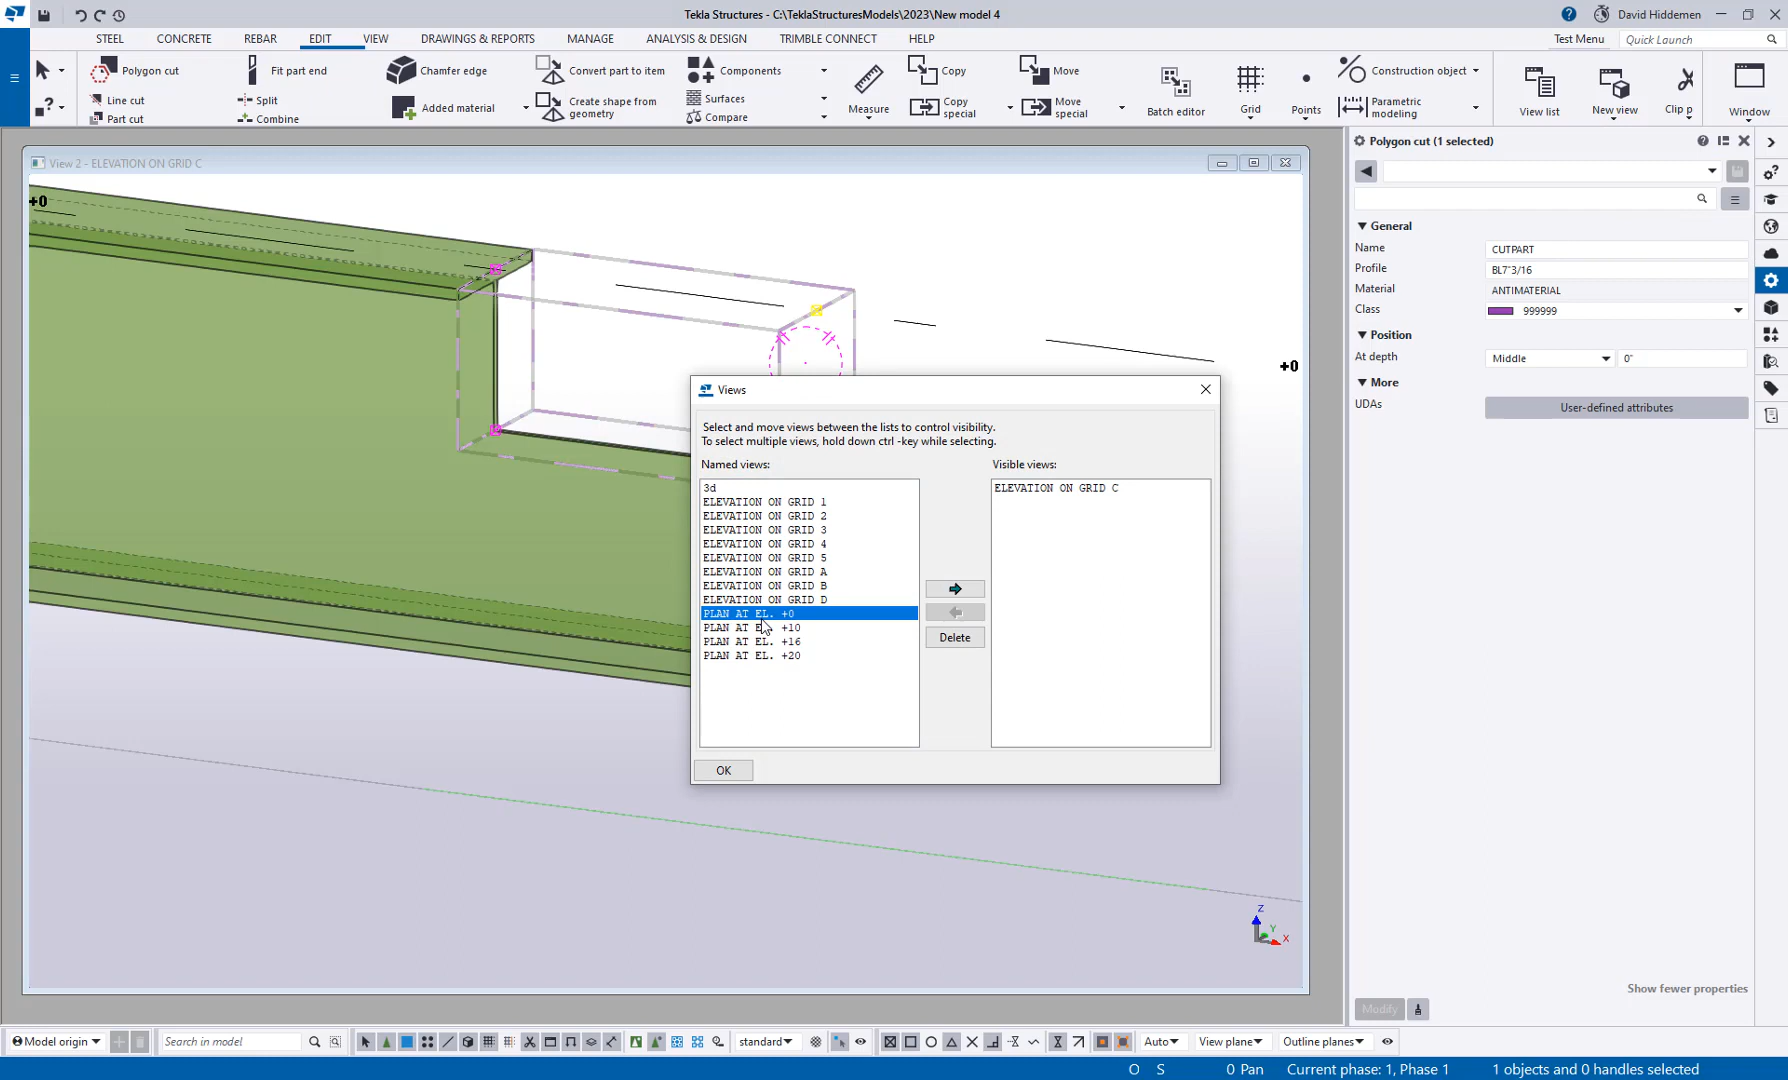 Tekla Structures - C:\TeklaStructuresModels\2023\New model 4
David Hiddemen
STEEL CONCRETE REBAR EDIT VIEW DRAWINGS & REPORTS MANAGE ANALYSIS & DESIGN TRIMBLE CONNECT HELP
Test Menu
Quick Launch
Polygon cut
Line cut
Part cut
Fit part end
Split
Combine
Chamfer edge
Added material
Convert part to item
Create shape from
geometry
Components
Surfaces
Compare
Measure
Copy
Copy
special
Move
Move
special
Batch editor
Grid
Points
Construction object
Parametric
modeling
View list
New view
Clip p
Window
View 2 - ELEVATION ON GRID C
+0
+0
Views
Select and move views between the lists to control visibility.
To select multiple views, hold down ctrl -key while selecting.
Named views:
3d
ELEVATION ON GRID 1
ELEVATION ON GRID 2
ELEVATION ON GRID 3
ELEVATION ON GRID 4
ELEVATION ON GRID 5
ELEVATION ON GRID A
ELEVATION ON GRID B
ELEVATION ON GRID D
PLAN AT EL. +0
PLAN AT EL. +10
PLAN AT EL. +16
PLAN AT EL. +20
Visible views:
ELEVATION ON GRID C
Delete
OK
Z
Y
X
Polygon cut (1 selected)
General
Name CUTPART
Profile BL7"3/16
Material ANTIMATERIAL
Class 999999
Position
At depth Middle 0"
More
UDAs User-defined attributes
Show fewer properties
Modify
Model origin
Search in model
standard
Auto
View plane
Outline planes
O S 0 Pan Current phase: 1, Phase 1 1 objects and 0 handles selected